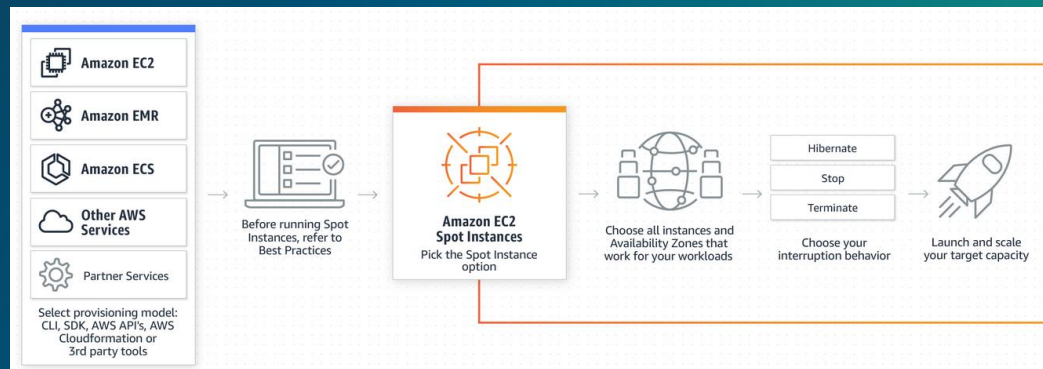 Amazon EC2
Amazon EMR
Amazon ECS
Other AWS
Services
Partner Services
Select provisioning model:
CLI, SDK, AWS API's, AWS
Cloudformation or
3rd party tools
Before running Spot
Instances, refer to
Best Practices
Amazon EC2
Spot Instances
Pick the Spot Instance
option
Choose all instances and
Availability Zones that
work for your workloads
Hibernate
Stop
Terminate
Choose your
interruption behavior
Launch and scale
your target capacity